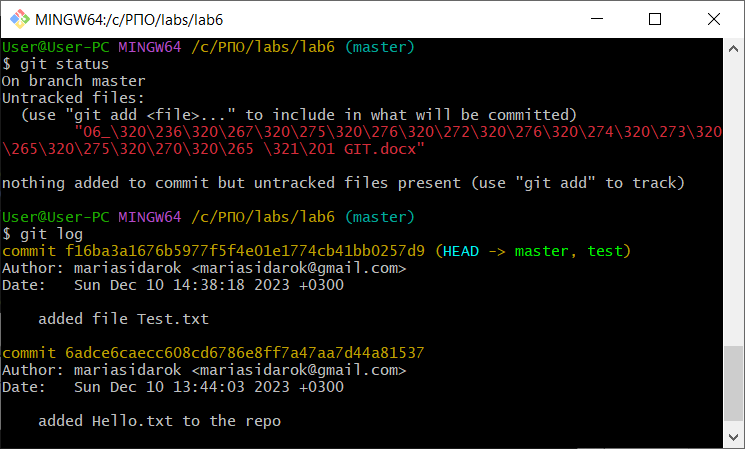 MINGW64:/c/РПО/labs/lab6
User@User-PC MINGW64 /c/РПО/labs/lab6 (master)
$ git status
On branch master
Untracked files:
  (use "git add <file>..." to include in what will be committed)
        "06_\320\236\320\267\320\275\320\276\320\272\320\276\320\274\320\273\320
\265\320\275\320\270\320\265 \321\201 GIT.docx"

nothing added to commit but untracked files present (use "git add" to track)

User@User-PC MINGW64 /c/РПО/labs/lab6 (master)
$ git log
commit f16ba3a1676b5977f5f4e01e1774cb41bb0257d9 (HEAD -> master, test)
Author: mariasidarok <mariasidarok@gmail.com>
Date:   Sun Dec 10 14:38:18 2023 +0300

    added file Test.txt

commit 6adce6caecc608cd6786e8ff7a47aa7d44a81537
Author: mariasidarok <mariasidarok@gmail.com>
Date:   Sun Dec 10 13:44:03 2023 +0300

    added Hello.txt to the repo